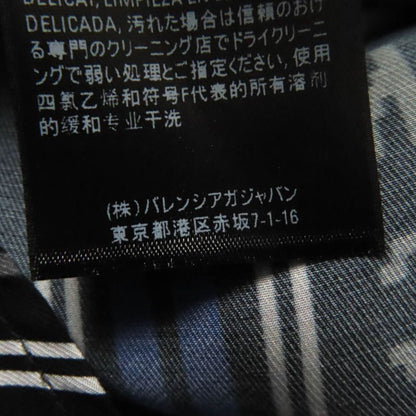 DELICADA, 汚れた場合は信頼のおけ
る専門のクリーニング店でドライクリーニ
ングで弱い処理とご指定ください, 使用
四氯乙烯和符号F代表的所有溶剂
的缓和专业干洗
(株) バレンシアガジャパン
東京都港区赤坂7-1-16